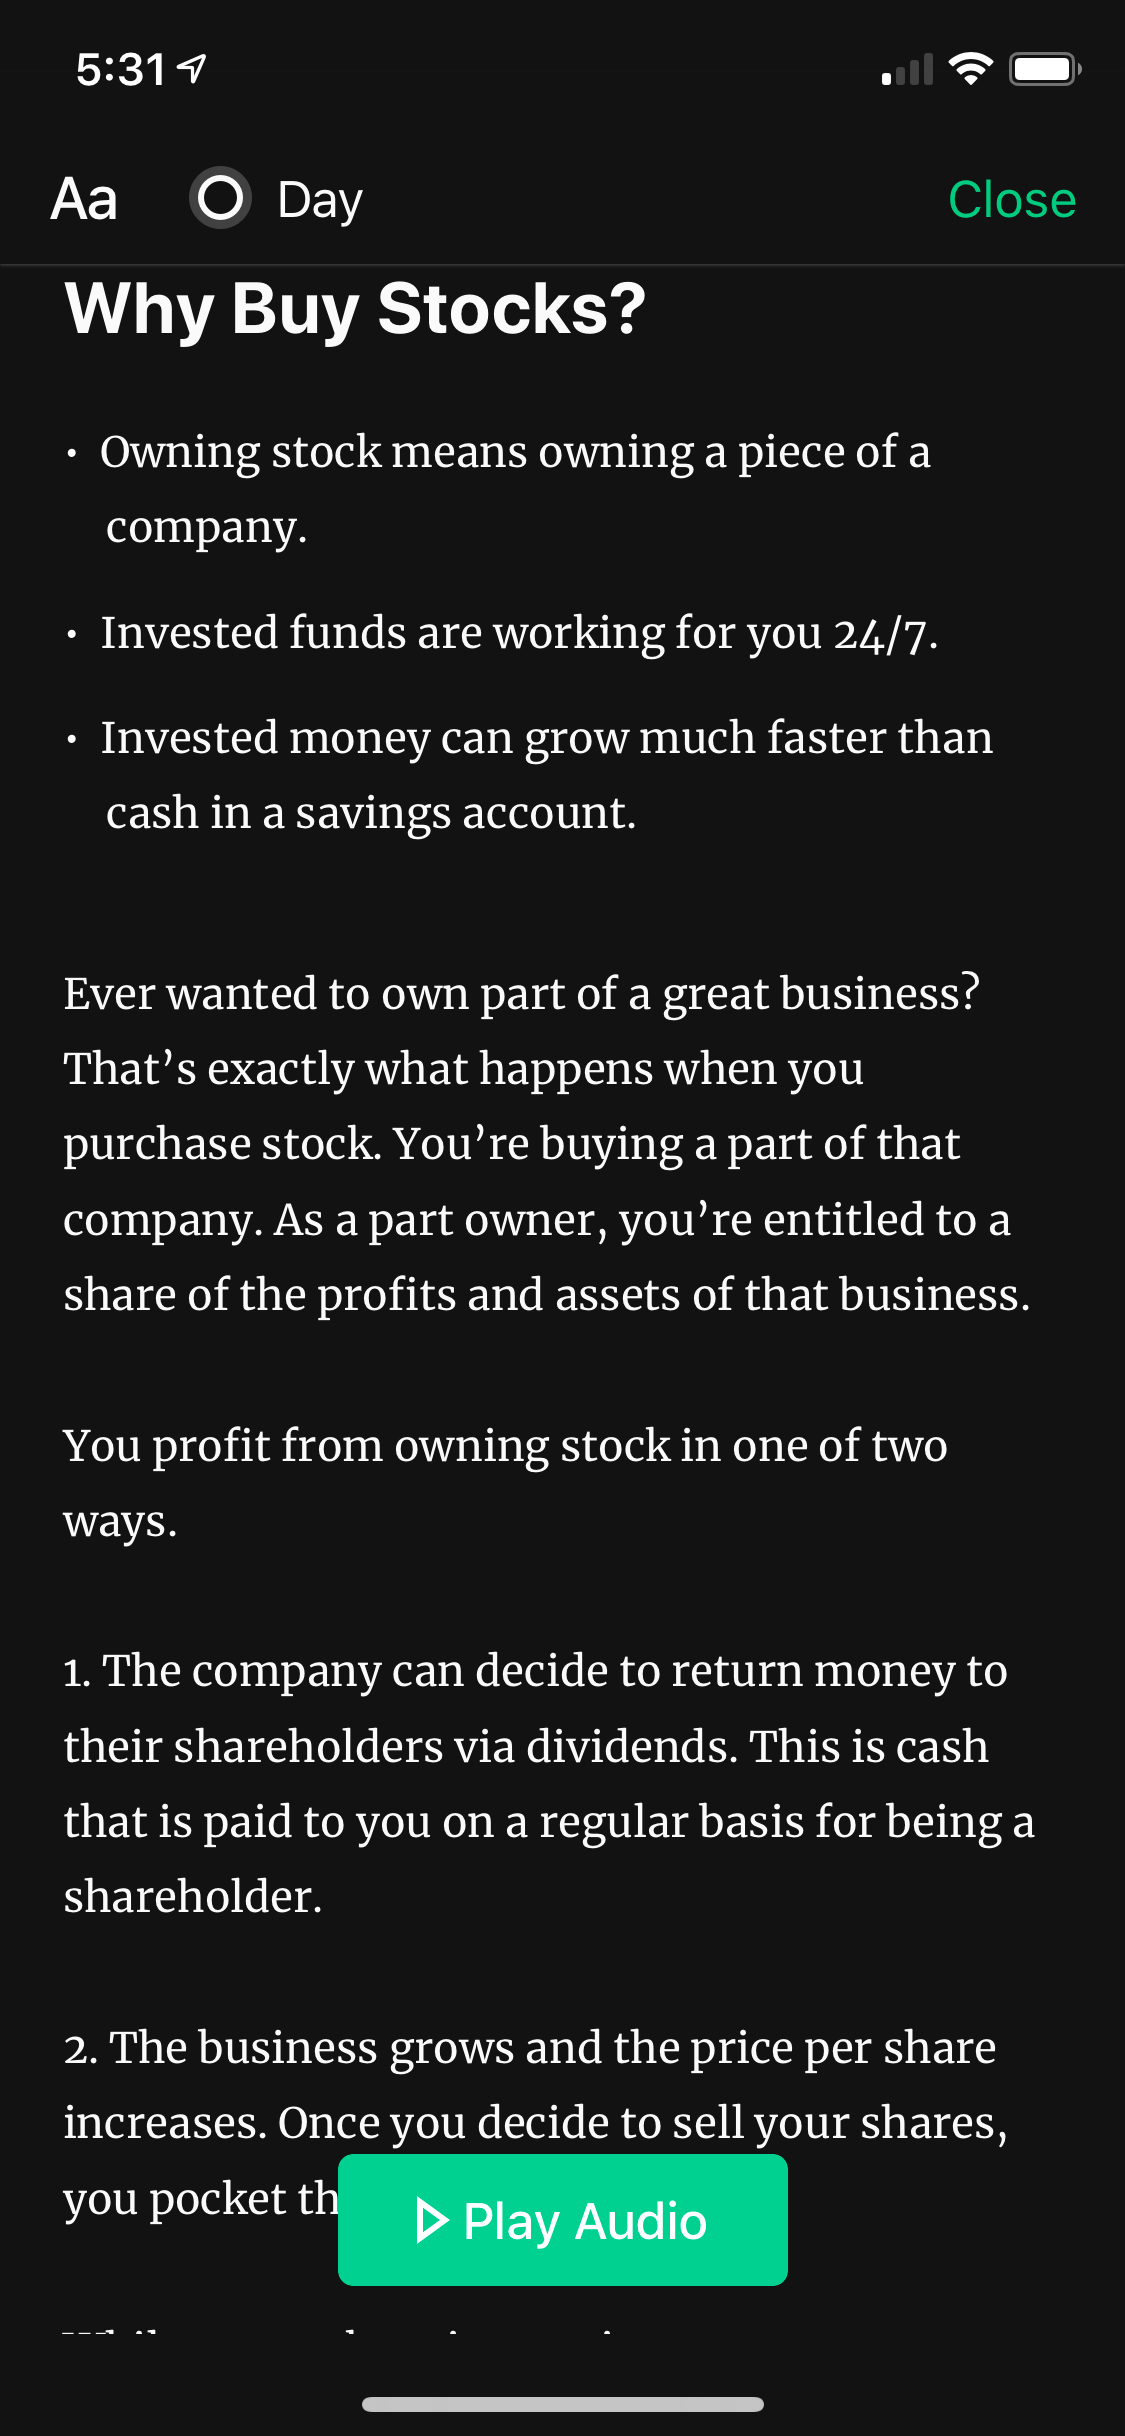 5:31
Aa Day Close
Why Buy Stocks?
• Owning stock means owning a piece of a
company.
• Invested funds are working for you 24/7.
• Invested money can grow much faster than
cash in a savings account.
Ever wanted to own part of a great business?
That’s exactly what happens when you
purchase stock. You’re buying a part of that
company. As a part owner, you’re entitled to a
share of the profits and assets of that business.
You profit from owning stock in one of two
ways.
1. The company can decide to return money to
their shareholders via dividends. This is cash
that is paid to you on a regular basis for being a
shareholder.
2. The business grows and the price per share
increases. Once you decide to sell your shares,
you pocket
Play Audio